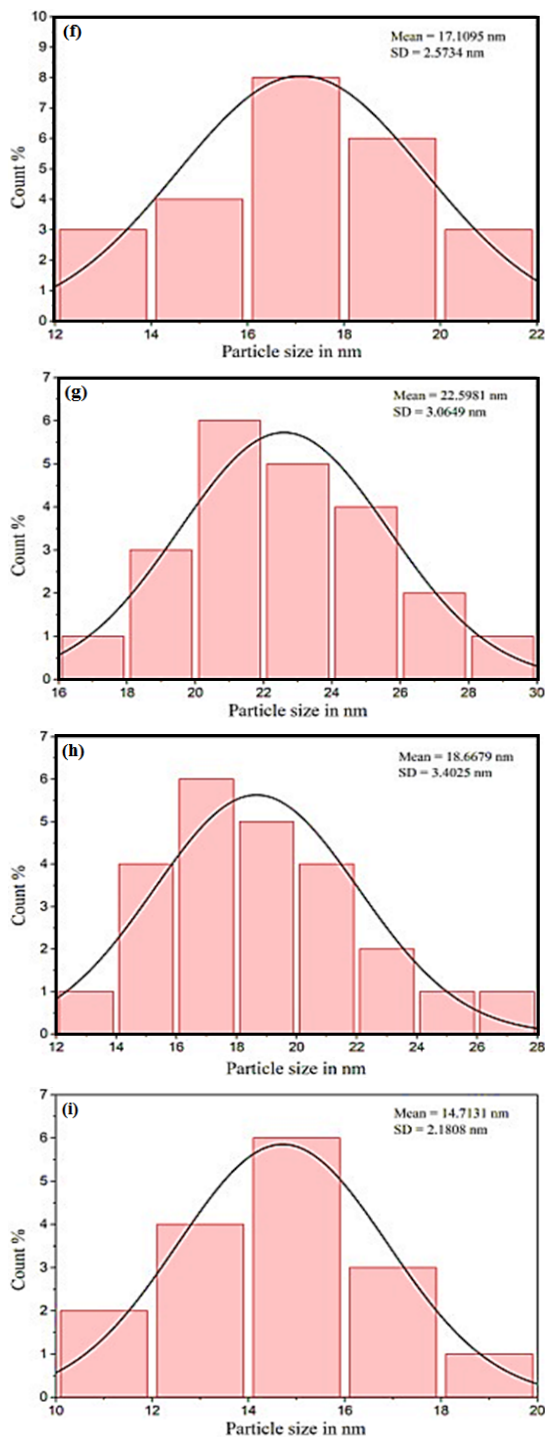 (f)
Mean = 17.1095 nm
SD = 2.5734 nm
10
9
8
7
6
5
4
3
2
1
0
Count %
12 14 16 18 20 22
Particle size in nm
(g)
Mean = 22.5981 nm
SD = 3.0649 nm
7
6
5
4
3
2
1
0
Count %
16 18 20 22 24 26 28 30
Particle size in nm
(h)
Mean = 18.6679 nm
SD = 3.4025 nm
7
6
5
4
3
2
1
0
Count %
12 14 16 18 20 22 24 26 28
Particle size in nm
(i)
Mean = 14.7131 nm
SD = 2.1808 nm
7
6
5
4
3
2
1
0
Count %
10 12 14 16 18 20
Particle size in nm